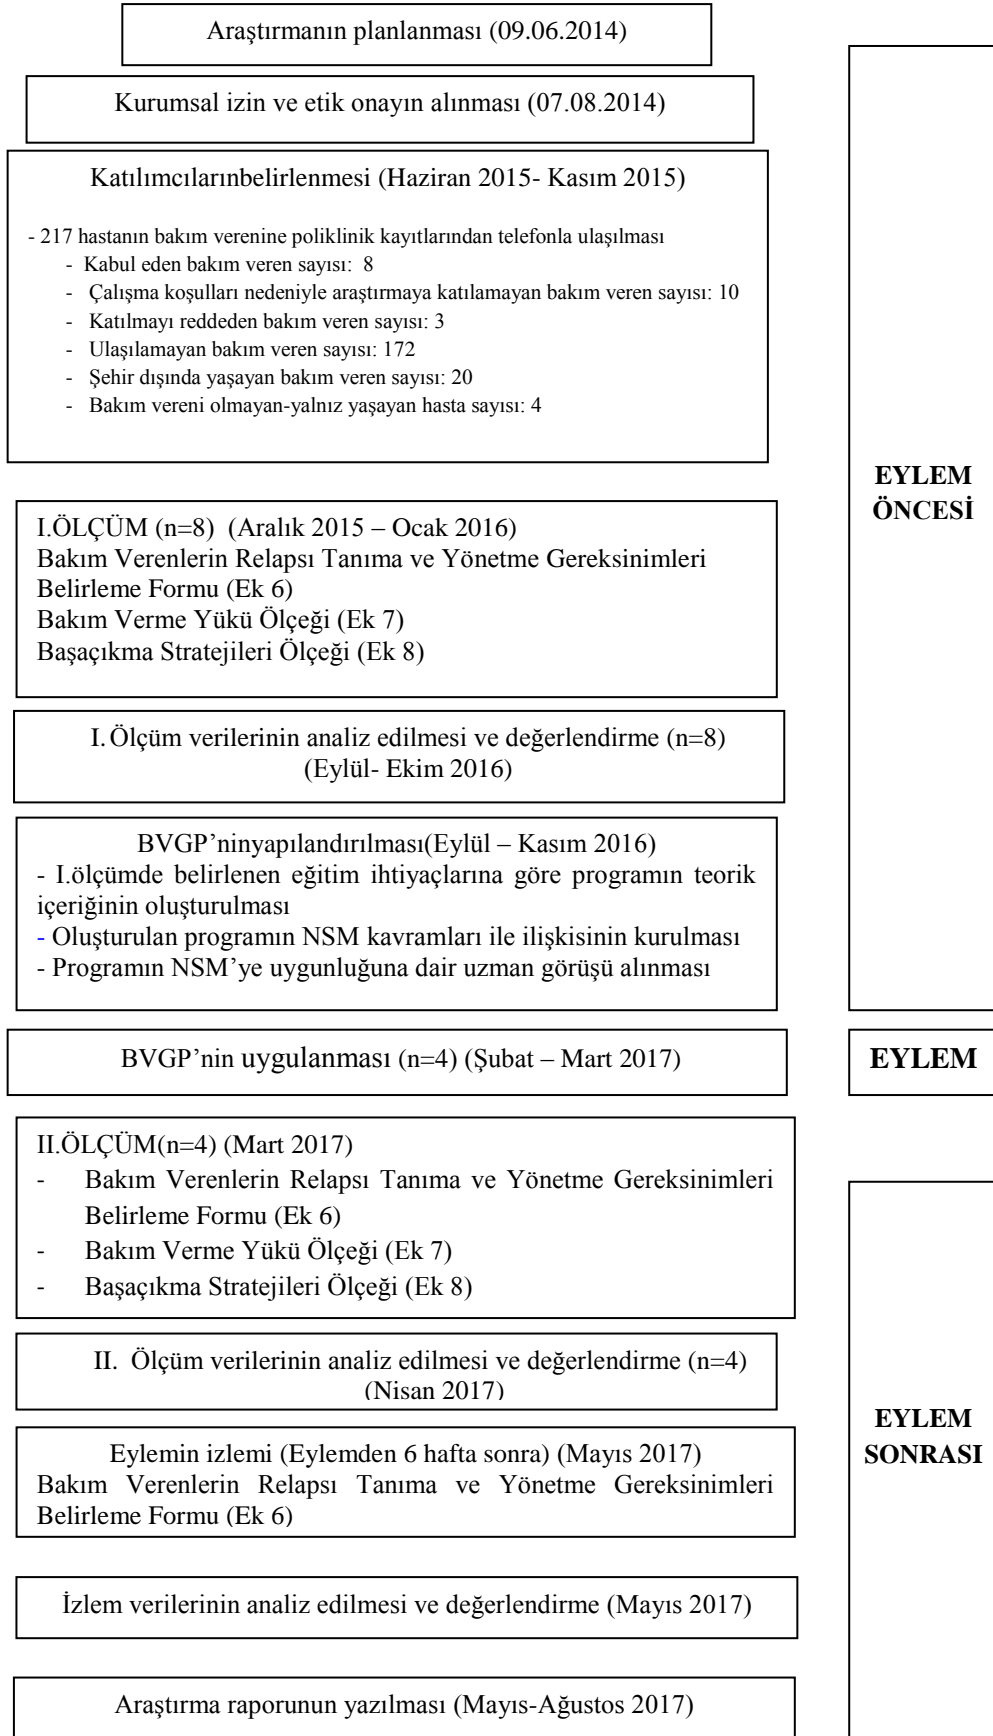 Araştırmanın planlanması (09.06.2014)
Kurumsal izin ve etik onayın alınması (07.08.2014)
Katılımcılarınbelirlenmesi (Haziran 2015- Kasım 2015)
- 217 hastanın bakım verenine poliklinik kayıtlarından telefonla ulaşılması
- Kabul eden bakım veren sayısı: 8
- Çalışma koşulları nedeniyle araştırmaya katılamayan bakım veren sayısı: 10
- Katılmayı reddeden bakım veren sayısı: 3
- Ulaşılamayan bakım veren sayısı: 172
- Şehir dışında yaşayan bakım veren sayısı: 20
- Bakım vereni olmayan-yalnız yaşayan hasta sayısı: 4
I.ÖLÇÜM (n=8) (Aralık 2015 – Ocak 2016)
Bakım Verenlerin Relapsı Tanıma ve Yönetme Gereksinimleri
Belirleme Formu (Ek 6)
Bakım Verme Yükü Ölçeği (Ek 7)
Başaçıkma Stratejileri Ölçeği (Ek 8)
I. Ölçüm verilerinin analiz edilmesi ve değerlendirme (n=8)
(Eylül- Ekim 2016)
BVGP’ninyapılandırılması(Eylül – Kasım 2016)
- I.ölçümde belirlenen eğitim ihtiyaçlarına göre programın teorik
içeriğinin oluşturulması
- Oluşturulan programın NSM kavramları ile ilişkisinin kurulması
- Programın NSM’ye uygunluğuna dair uzman görüşü alınması
EYLEM
ÖNCESİ
BVGP’nin uygulanması (n=4) (Şubat – Mart 2017)
EYLEM
II.ÖLÇÜM(n=4) (Mart 2017)
- Bakım Verenlerin Relapsı Tanıma ve Yönetme Gereksinimleri
Belirleme Formu (Ek 6)
- Bakım Verme Yükü Ölçeği (Ek 7)
- Başaçıkma Stratejileri Ölçeği (Ek 8)
II. Ölçüm verilerinin analiz edilmesi ve değerlendirme (n=4)
(Nisan 2017)
Eylemin izlemi (Eylemden 6 hafta sonra) (Mayıs 2017)
Bakım Verenlerin Relapsı Tanıma ve Yönetme Gereksinimleri
Belirleme Formu (Ek 6)
İzlem verilerinin analiz edilmesi ve değerlendirme (Mayıs 2017)
Araştırma raporunun yazılması (Mayıs-Ağustos 2017)
EYLEM
SONRASI